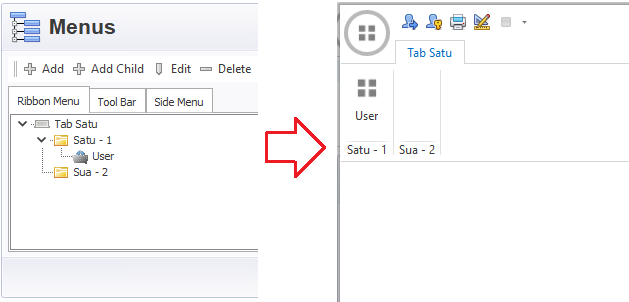 Menus
Add Add Child Edit Delete
Ribbon Menu Tool Bar Side Menu
Tab Satu
Satu - 1
User
Sua - 2
Tab Satu
User
Satu - 1 Sua - 2